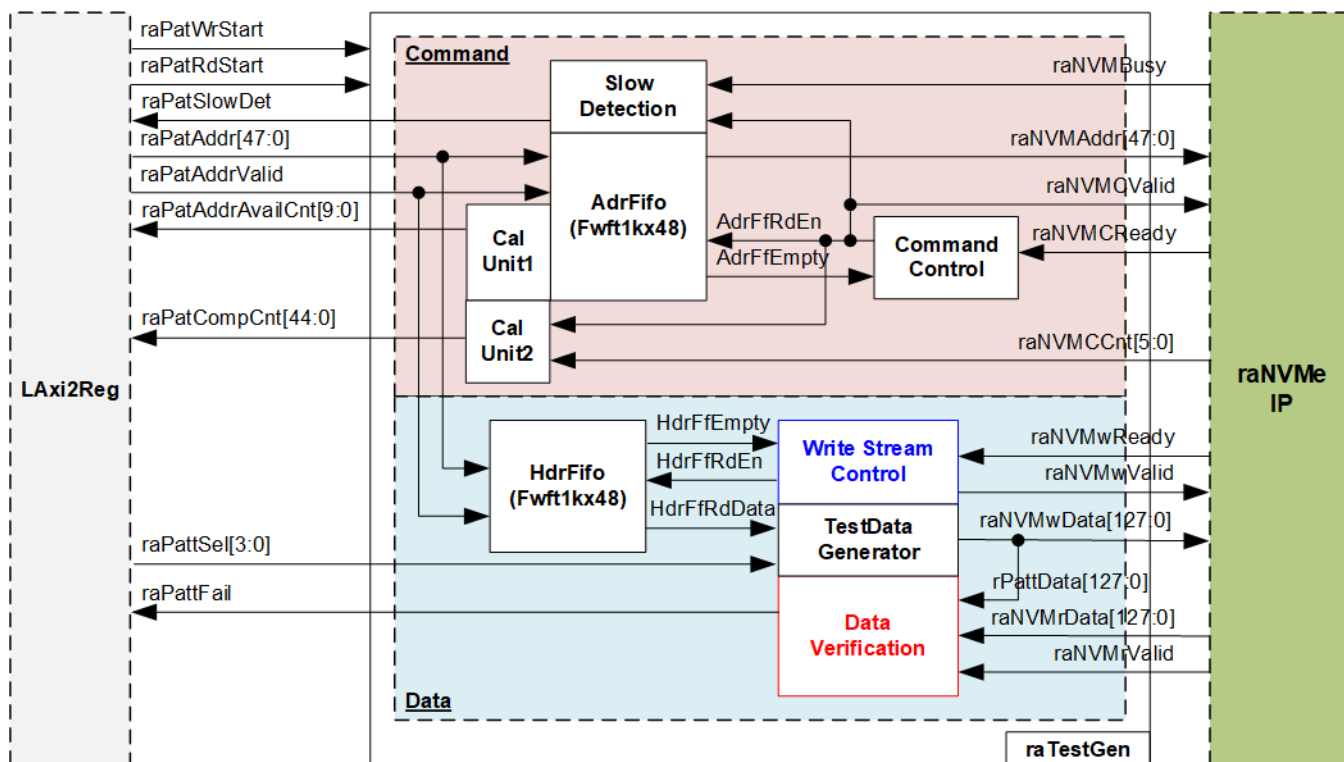 raPatWrStart
raPatRdStart
raPatSlowDet
raPatAddr[47:0]
raPatAddrValid
raPatAddrAvailCnt[9:0]
raPatCompCnt[44:0]
LAxi2Reg
raPattSel[3:0]
raPattFail
Command
Slow
Detection
AdrFifo
(Fwft1kx48)
Cal
Unit1
Cal
Unit2
AdrFfRdEn
AdrFfEmpty
Command
Control
raNVMBusy
raNVMAddr[47:0]
raNVMCValid
raNVMCReady
raNVMCCnt[5:0]
raNVMe
IP
HdrFifo
(Fwft1kx48)
HdrFfEmpty
HdrFfRdEn
HdrFfRdData
Write Stream
Control
TestData
Generator
Data
Verification
raNVMwReady
raNVMwValid
raNVMwData[127:0]
rPattData[127:0]
raNVMrData[127:0]
raNVMrValid
Data
raTestGen